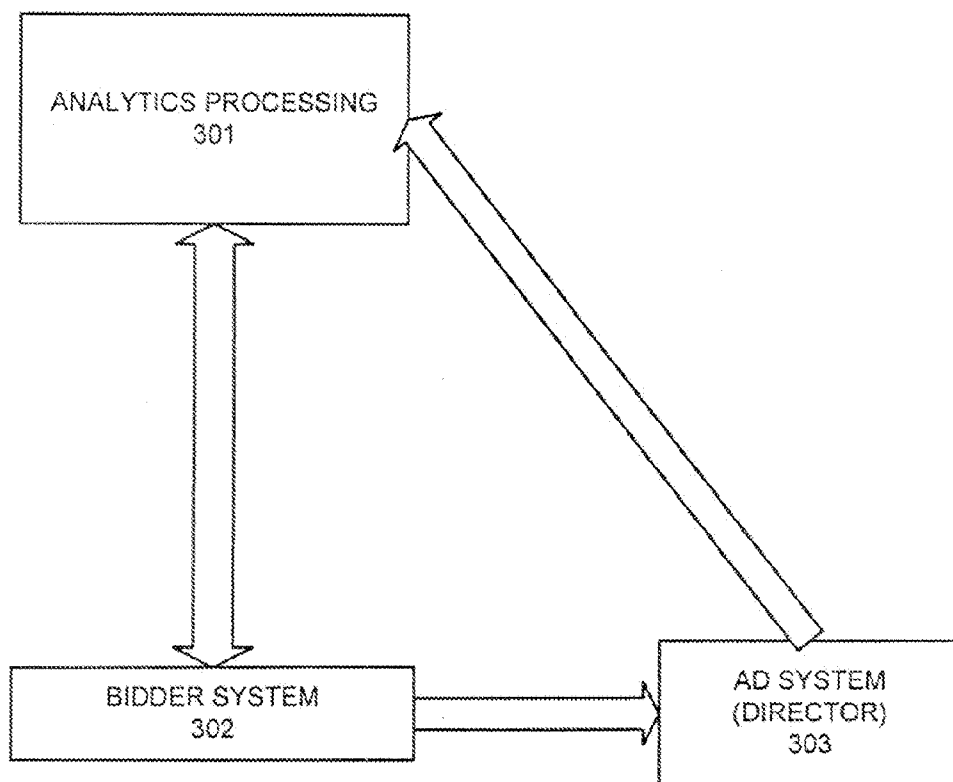 ANALYTICS PROCESSING
301
BIDDER SYSTEM
302
AD SYSTEM
(DIRECTOR)
303